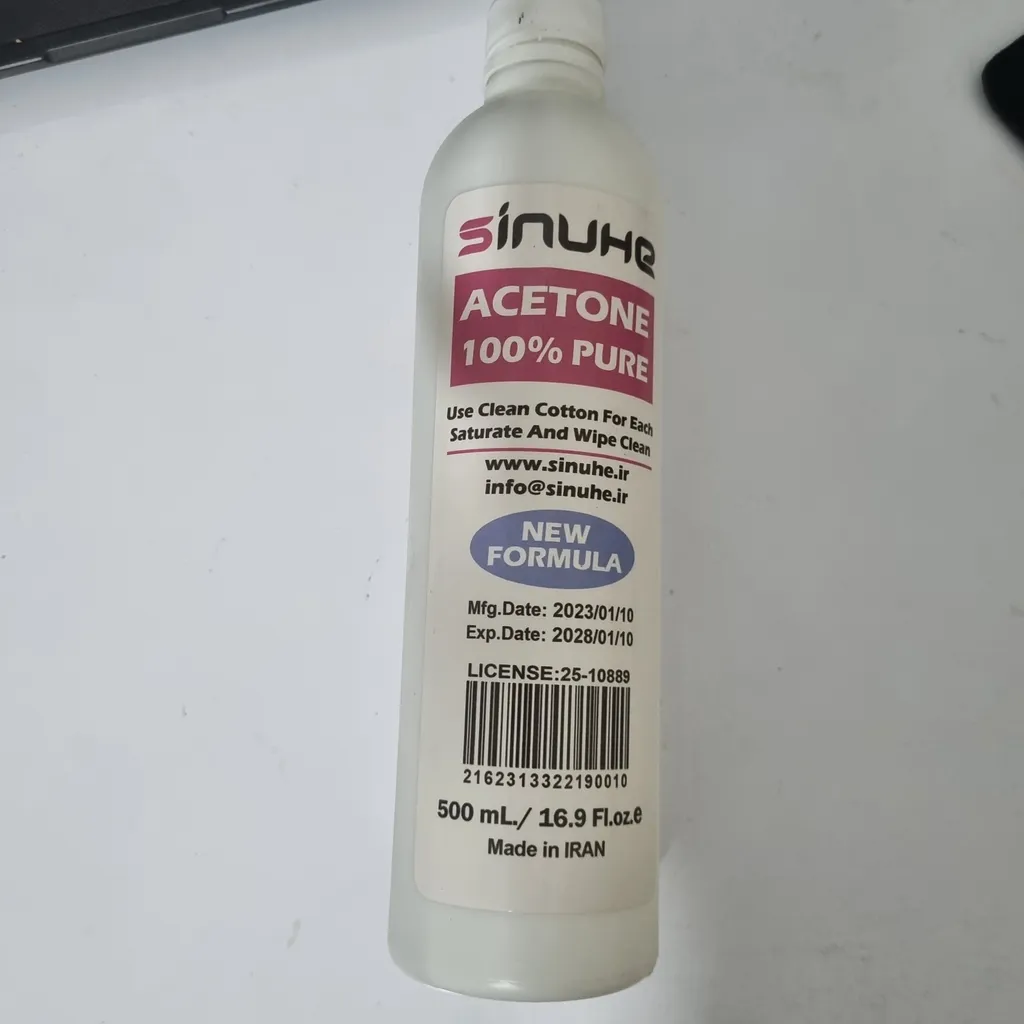 sinuhe
ACETONE
100% PURE
Use Clean Cotton For Each
Saturate And Wipe Clean
www.sinuhe.ir
info@sinuhe.ir
NEW
FORMULA
Mfg.Date: 2023/01/10
Exp.Date: 2028/01/10
LICENSE:25-10889
2162313322190010
500 mL./ 16.9 Fl.oz.e
Made in IRAN